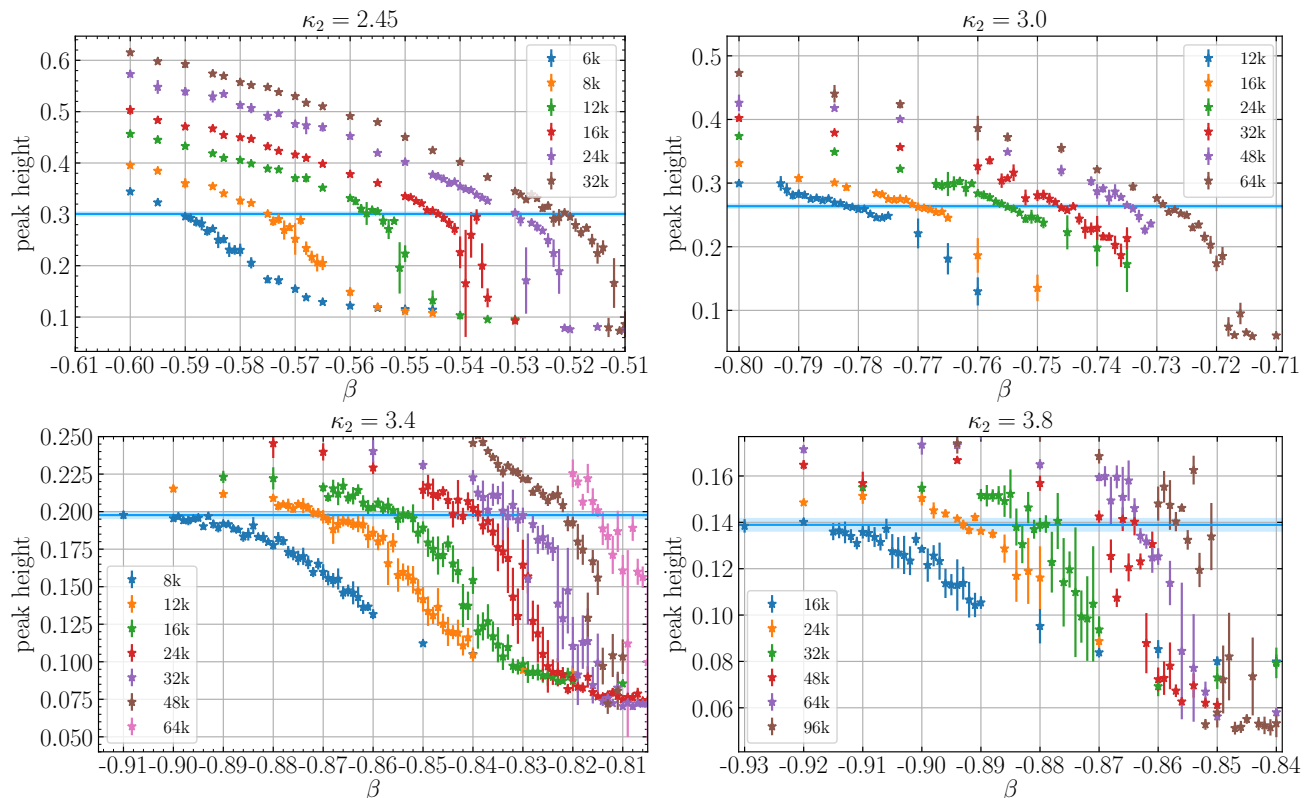 κ₂ = 2.45
peak height
0.6
0.5
0.4
0.3
0.2
0.1
6k
8k
12k
16k
24k
32k
-0.61 -0.60 -0.59 -0.58 -0.57 -0.56 -0.55 -0.54 -0.53 -0.52 -0.51
β
κ₂ = 3.0
peak height
0.5
0.4
0.3
0.2
0.1
12k
16k
24k
32k
48k
64k
-0.80 -0.79 -0.78 -0.77 -0.76 -0.75 -0.74 -0.73 -0.72 -0.71
β
κ₂ = 3.4
peak height
0.250
0.225
0.200
0.175
0.150
0.125
0.100
0.075
0.050
8k
12k
16k
24k
32k
48k
64k
-0.91 -0.90 -0.89 -0.88 -0.87 -0.86 -0.85 -0.84 -0.83 -0.82 -0.81
β
κ₂ = 3.8
peak height
0.16
0.14
0.12
0.10
0.08
0.06
16k
24k
32k
48k
64k
96k
-0.93 -0.92 -0.91 -0.90 -0.89 -0.88 -0.87 -0.86 -0.85 -0.84
β